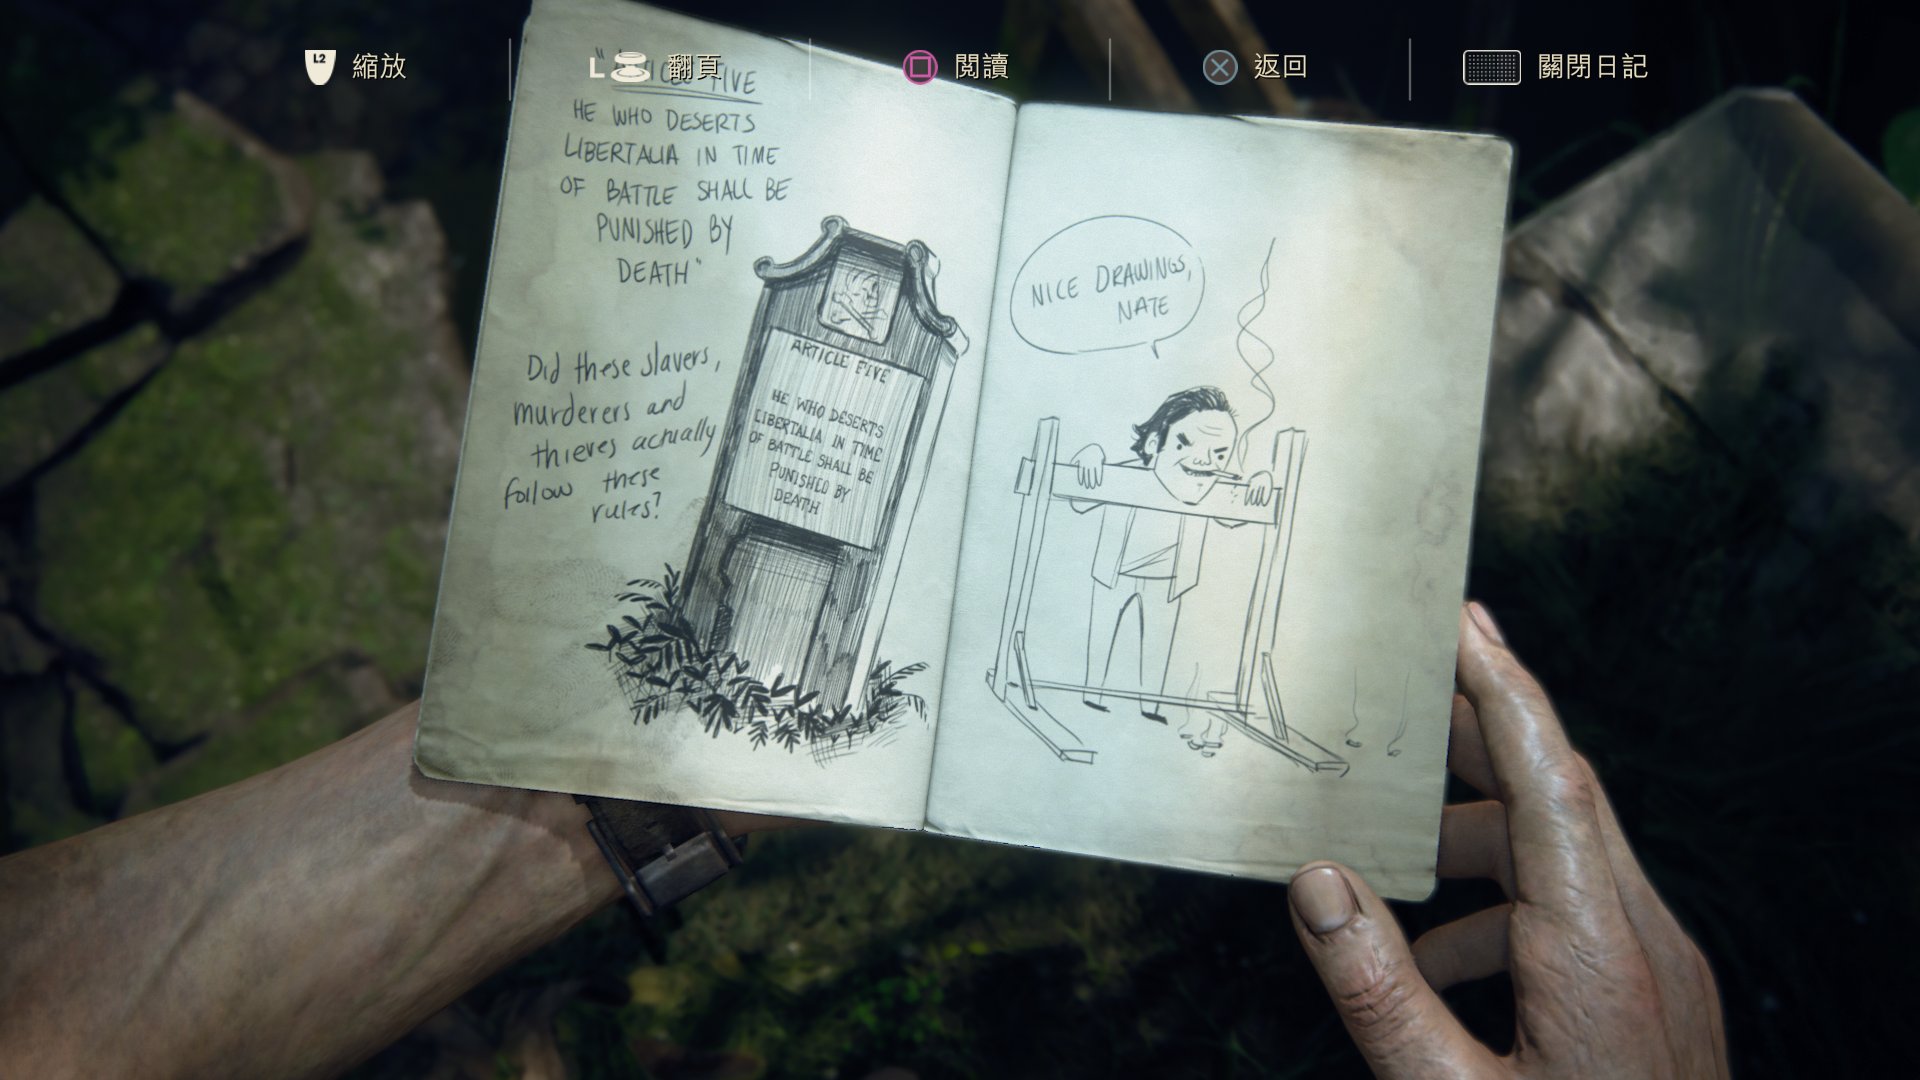 L2 縮放
L 翻頁
閱讀
返回
關閉日記
FIVE
HE WHO DESERTS
LIBERTALIA IN TIME
OF BATTLE SHALL BE
PUNISHED BY
DEATH"
Did these slavers,
murderers and
thieves actually
follow these
rules?
ARTICLE FIVE
HE WHO DESERTS
LIBERTALIA IN TIME
OF BATTLE SHALL BE
PUNISHED BY
DEATH
NICE DRAWINGS,
NATE